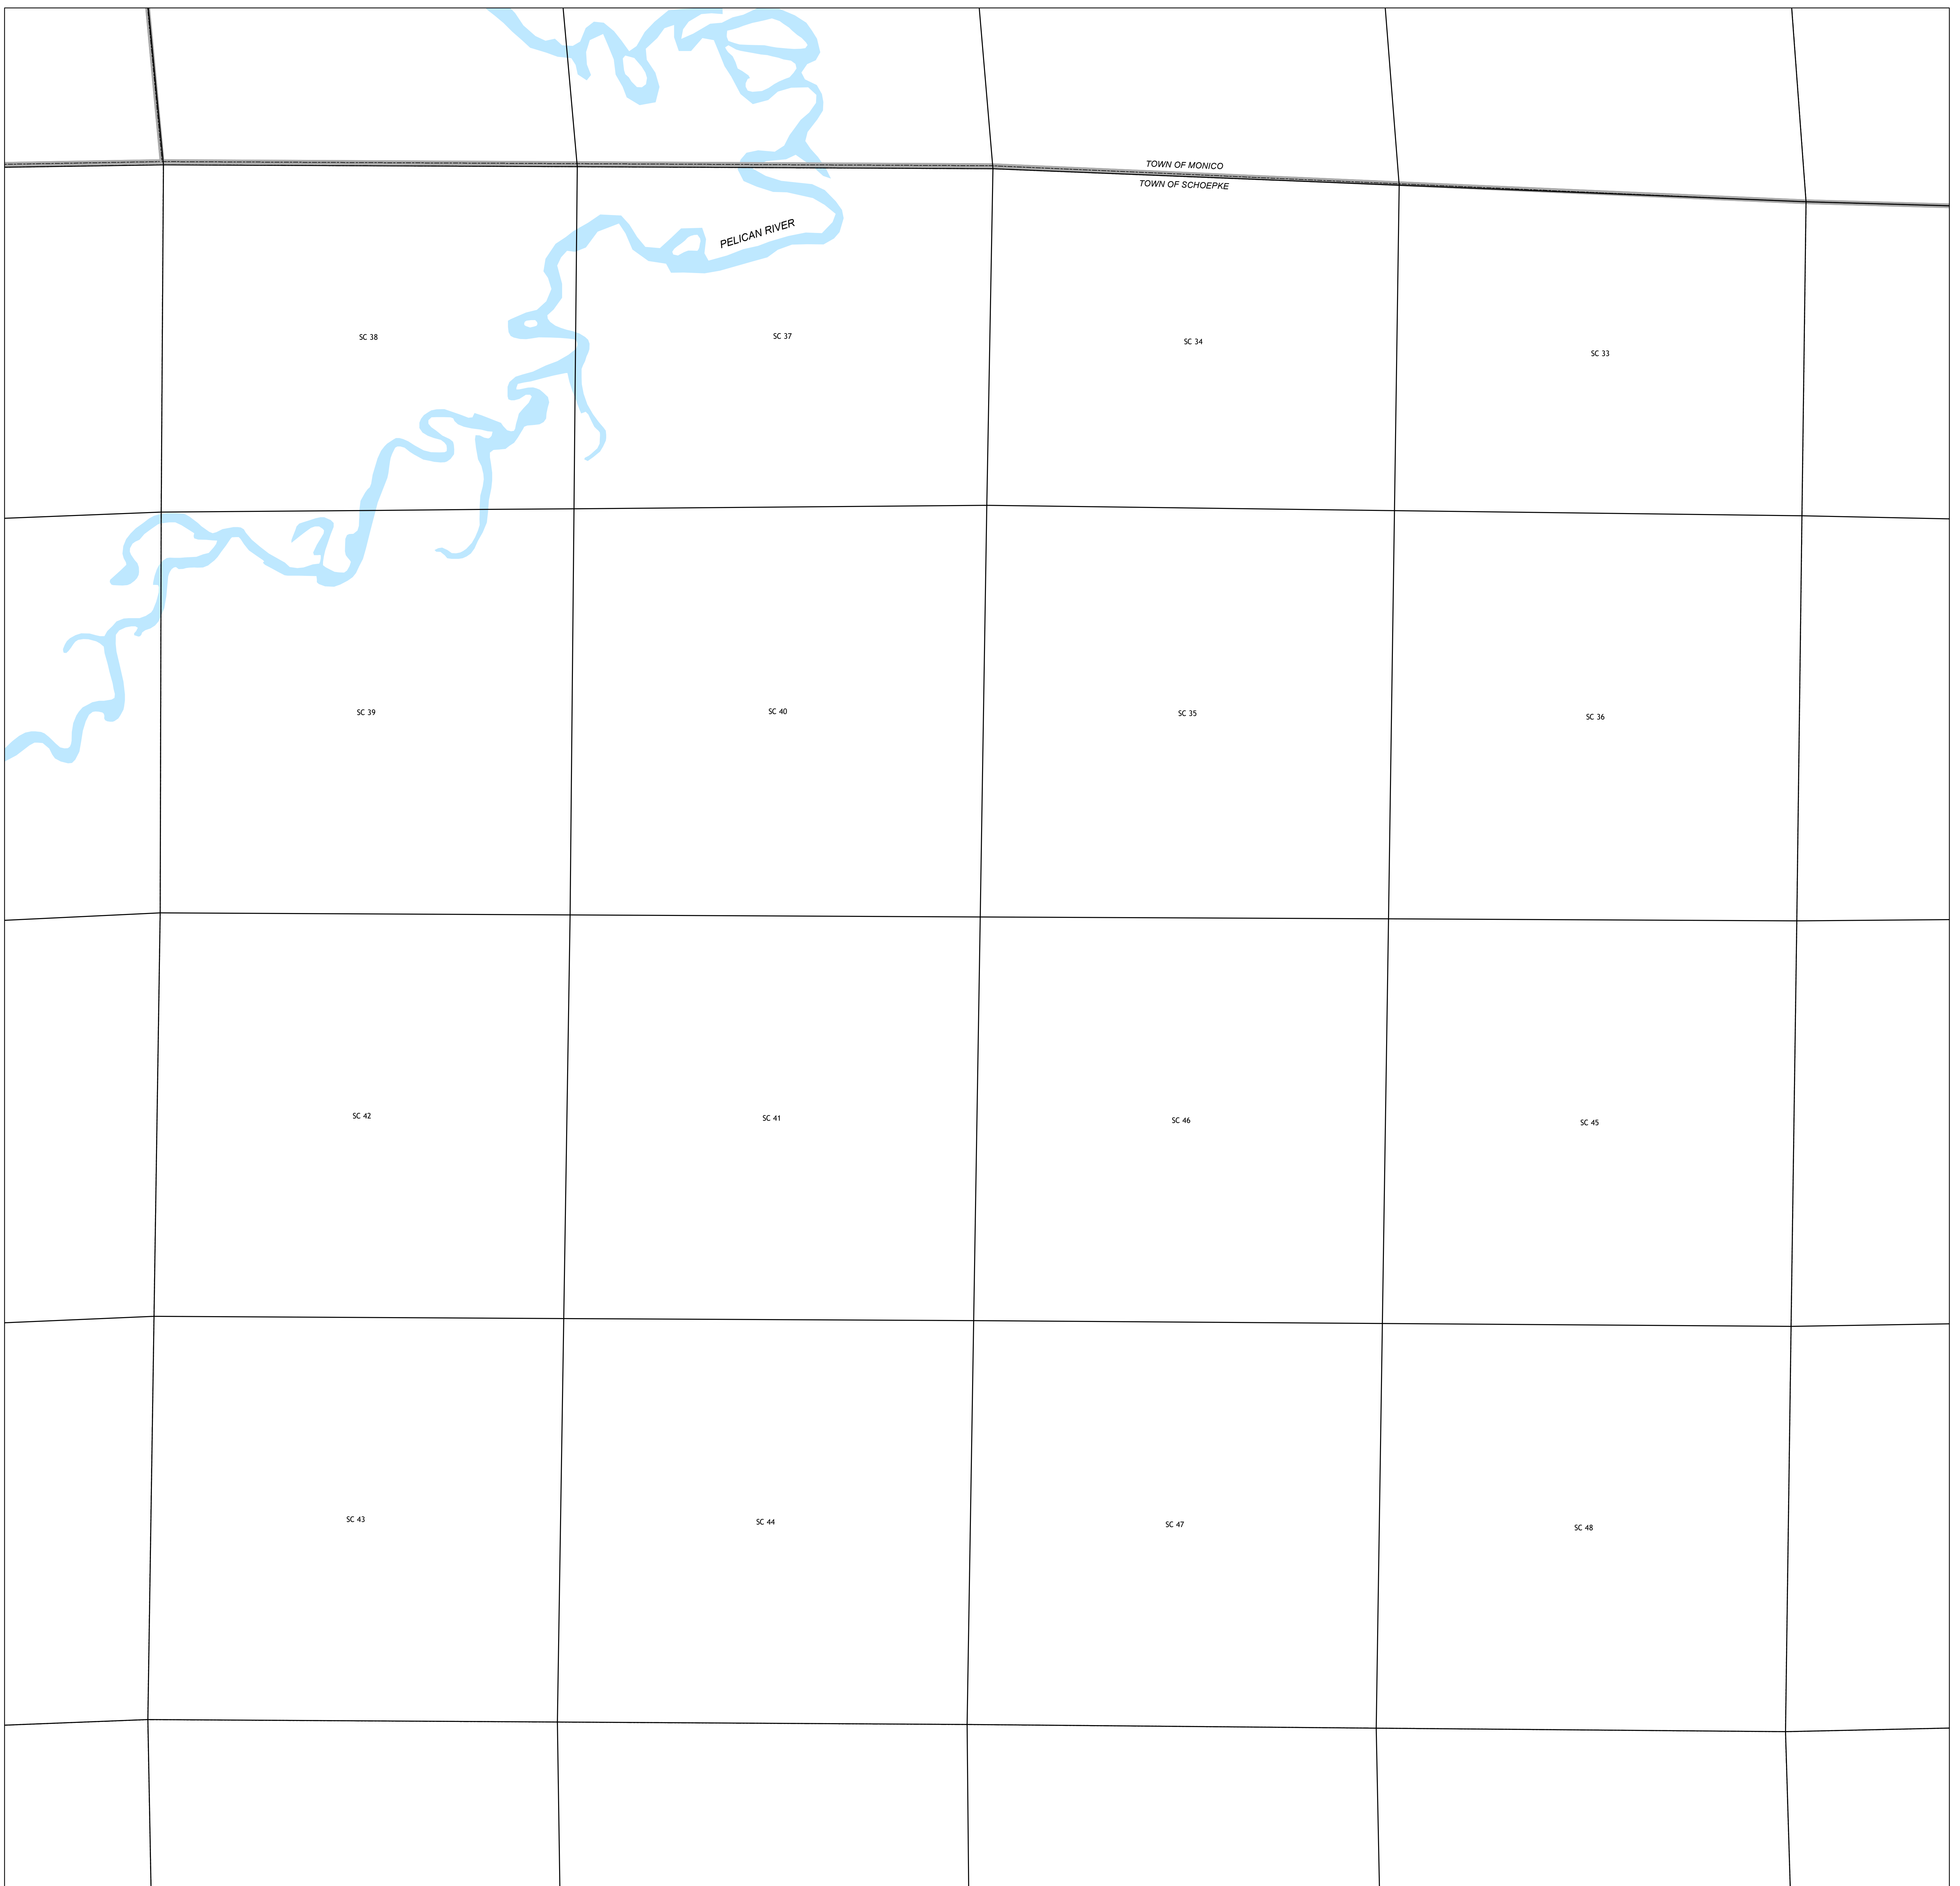 TOWN OF MONICO
TOWN OF SCHOEPKE
PELICAN RIVER
SC 38
SC 37
SC 34
SC 33
SC 39
SC 40
SC 35
SC 36
SC 42
SC 41
SC 46
SC 45
SC 43
SC 44
SC 47
SC 48